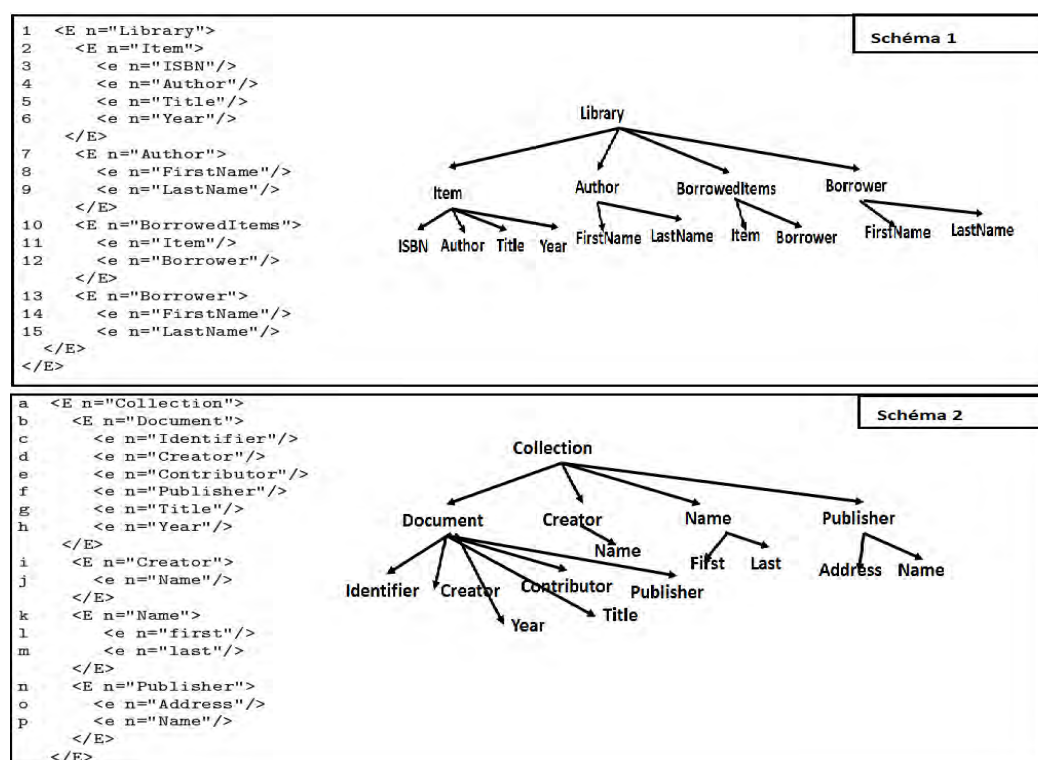 Schéma 1
1 <E n="Library">
2 <E n="Item">
3 <e n="ISBN"/>
4 <e n="Author"/>
5 <e n="Title"/>
6 <e n="Year"/>
</E>
7 <E n="Author">
8 <e n="FirstName"/>
9 <e n="LastName"/>
</E>
10 <E n="BorrowedItems">
11 <e n="Item"/>
12 <e n="Borrower"/>
</E>
13 <E n="Borrower">
14 <e n="FirstName"/>
15 <e n="LastName"/>
</E>
</E>
Library
Item Author BorrowedItems Borrower
ISBN Author Title Year FirstName LastName Item Borrower FirstName LastName
Schéma 2
a <E n="Collection">
b <E n="Document">
c <e n="Identifier"/>
d <e n="Creator"/>
e <e n="Contributor"/>
f <e n="Publisher"/>
g <e n="Title"/>
h <e n="Year"/>
</E>
i <E n="Creator">
j <e n="Name"/>
</E>
k <E n="Name">
l <e n="first"/>
m <e n="last"/>
</E>
n <E n="Publisher">
o <e n="Address"/>
p <e n="Name"/>
</E>
</E>
Collection
Document Creator Name Publisher
Name First Last Address Name
Identifier Creator Contributor Publisher
Year Title